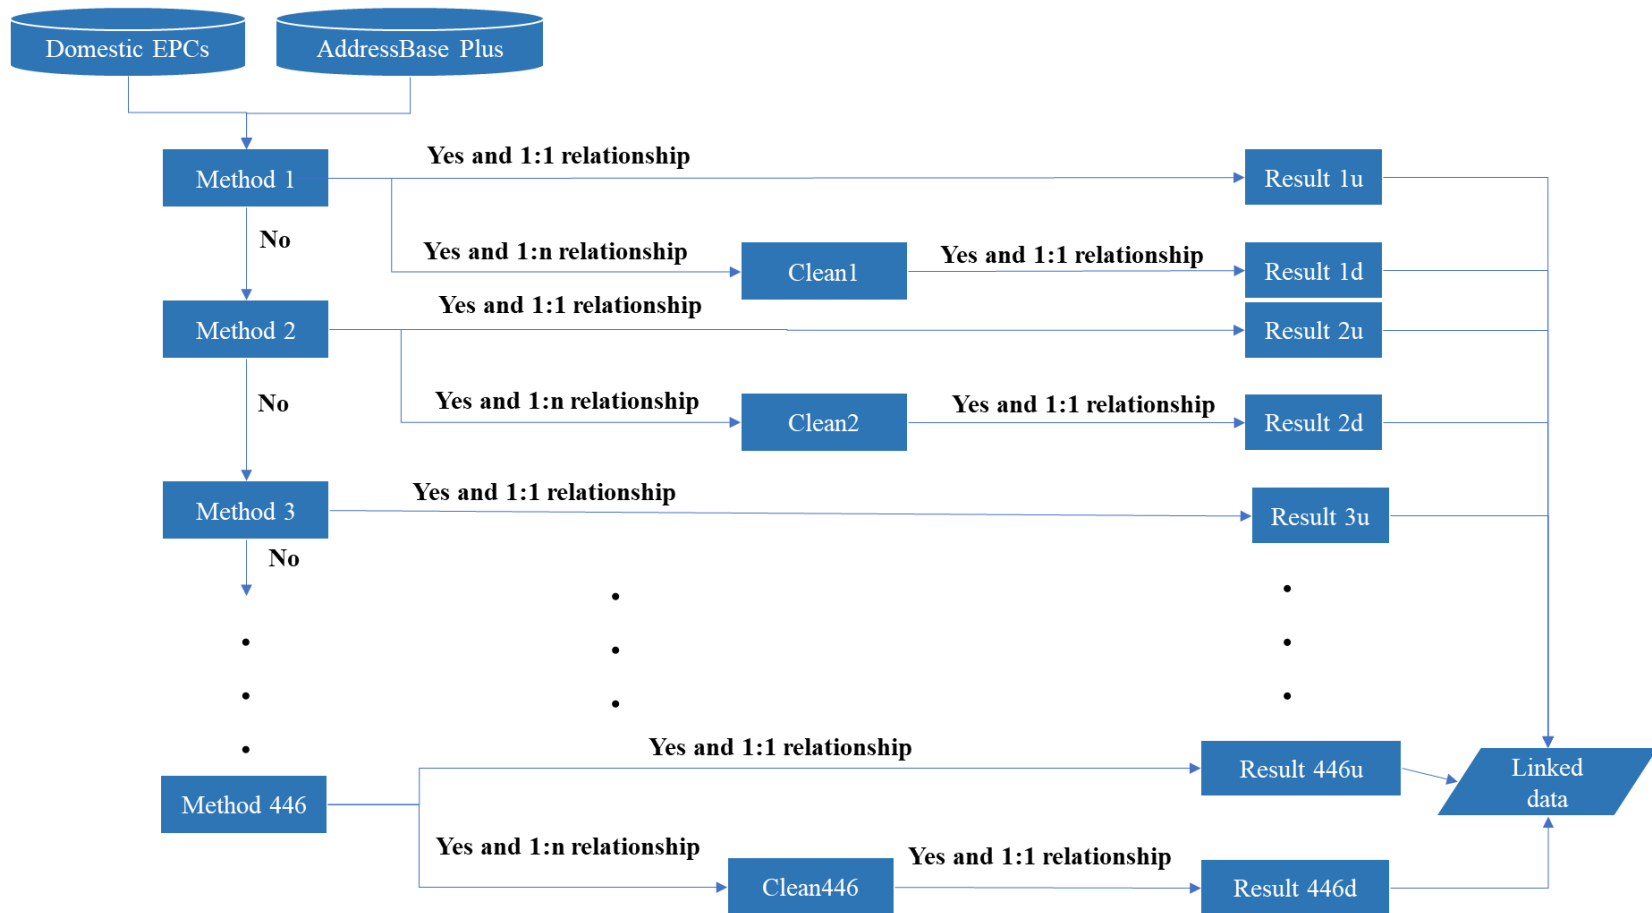 Domestic EPCs
AddressBase Plus
Yes and 1:1 relationship
Method 1
Result 1u
No
Yes and 1:n relationship
Clean1
Yes and 1:1 relationship
Result 1d
Yes and 1:1 relationship
Method 2
Result 2u
No
Yes and 1:n relationship
Clean2
Yes and 1:1 relationship
Result 2d
Yes and 1:1 relationship
Method 3
Result 3u
No
Yes and 1:1 relationship
Result 446u
Linked
data
Method 446
Yes and 1:n relationship
Clean446
Yes and 1:1 relationship
Result 446d